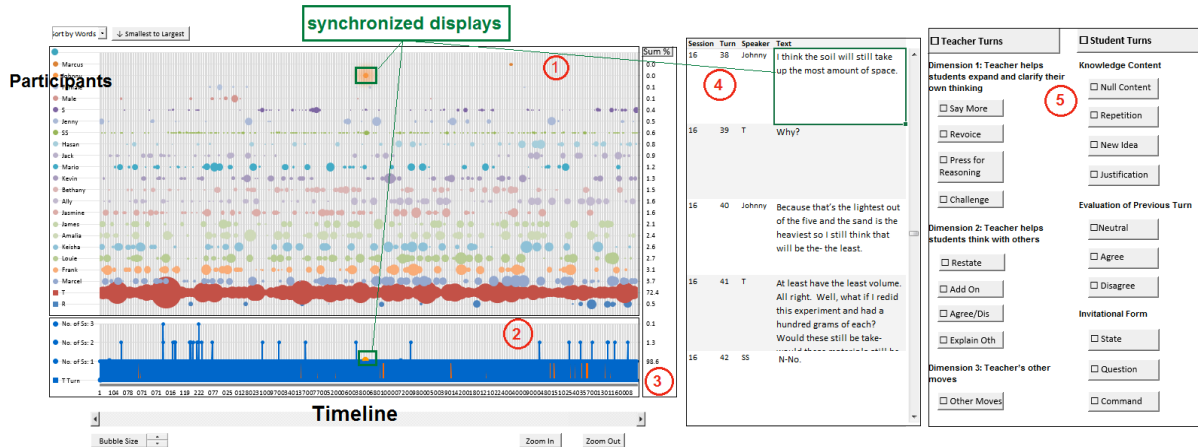 synchronized displays
Sort by Words
↓ Smallest to Largest
Sum %
Participants
Marcus 0.0
Johnny 0.0
0.1
Male 0.1
S 0.4
Jenny 0.5
SS 0.6
Hasan 0.8
Jack 0.9
Mario 1.2
Kevin 1.3
Bethany 1.5
Ally 1.6
Jasmine 1.6
James 2.1
Amalia 2.4
Keisha 2.6
Louie 2.7
Frank 3.1
Marcel 3.7
T 72.4
R 0.5
1
No. of Ss: 3 0.1
No. of Ss: 2 1.3
No. of Ss: 1 98.6
T Turn
2
3
Timeline
Bubble Size
Zoom In
Zoom Out
Session Turn Speaker Text
16 38 Johnny I think the soil will still take
up the most amount of space.
4
16 39 T Why?
16 40 Johnny Because that's the lightest out
of the five and the sand is the
heaviest so I still think that
will be the- the least.
16 41 T At least have the least volume.
All right. Well, what if I redid
this experiment and had a
hundred grams of each?
Would these still be take-
would these materials still be
16 42 SS N-No.
Teacher Turns
Dimension 1: Teacher helps
students expand and clarify their
own thinking
Say More
Revoice
Press for
Reasoning
Challenge
Dimension 2: Teacher helps
students think with others
Restate
Add On
Agree/Dis
Explain Oth
Dimension 3: Teacher's other
moves
Other Moves
Student Turns
Knowledge Content
5
Null Content
Repetition
New Idea
Justification
Evaluation of Previous Turn
Neutral
Agree
Disagree
Invitational Form
State
Question
Command